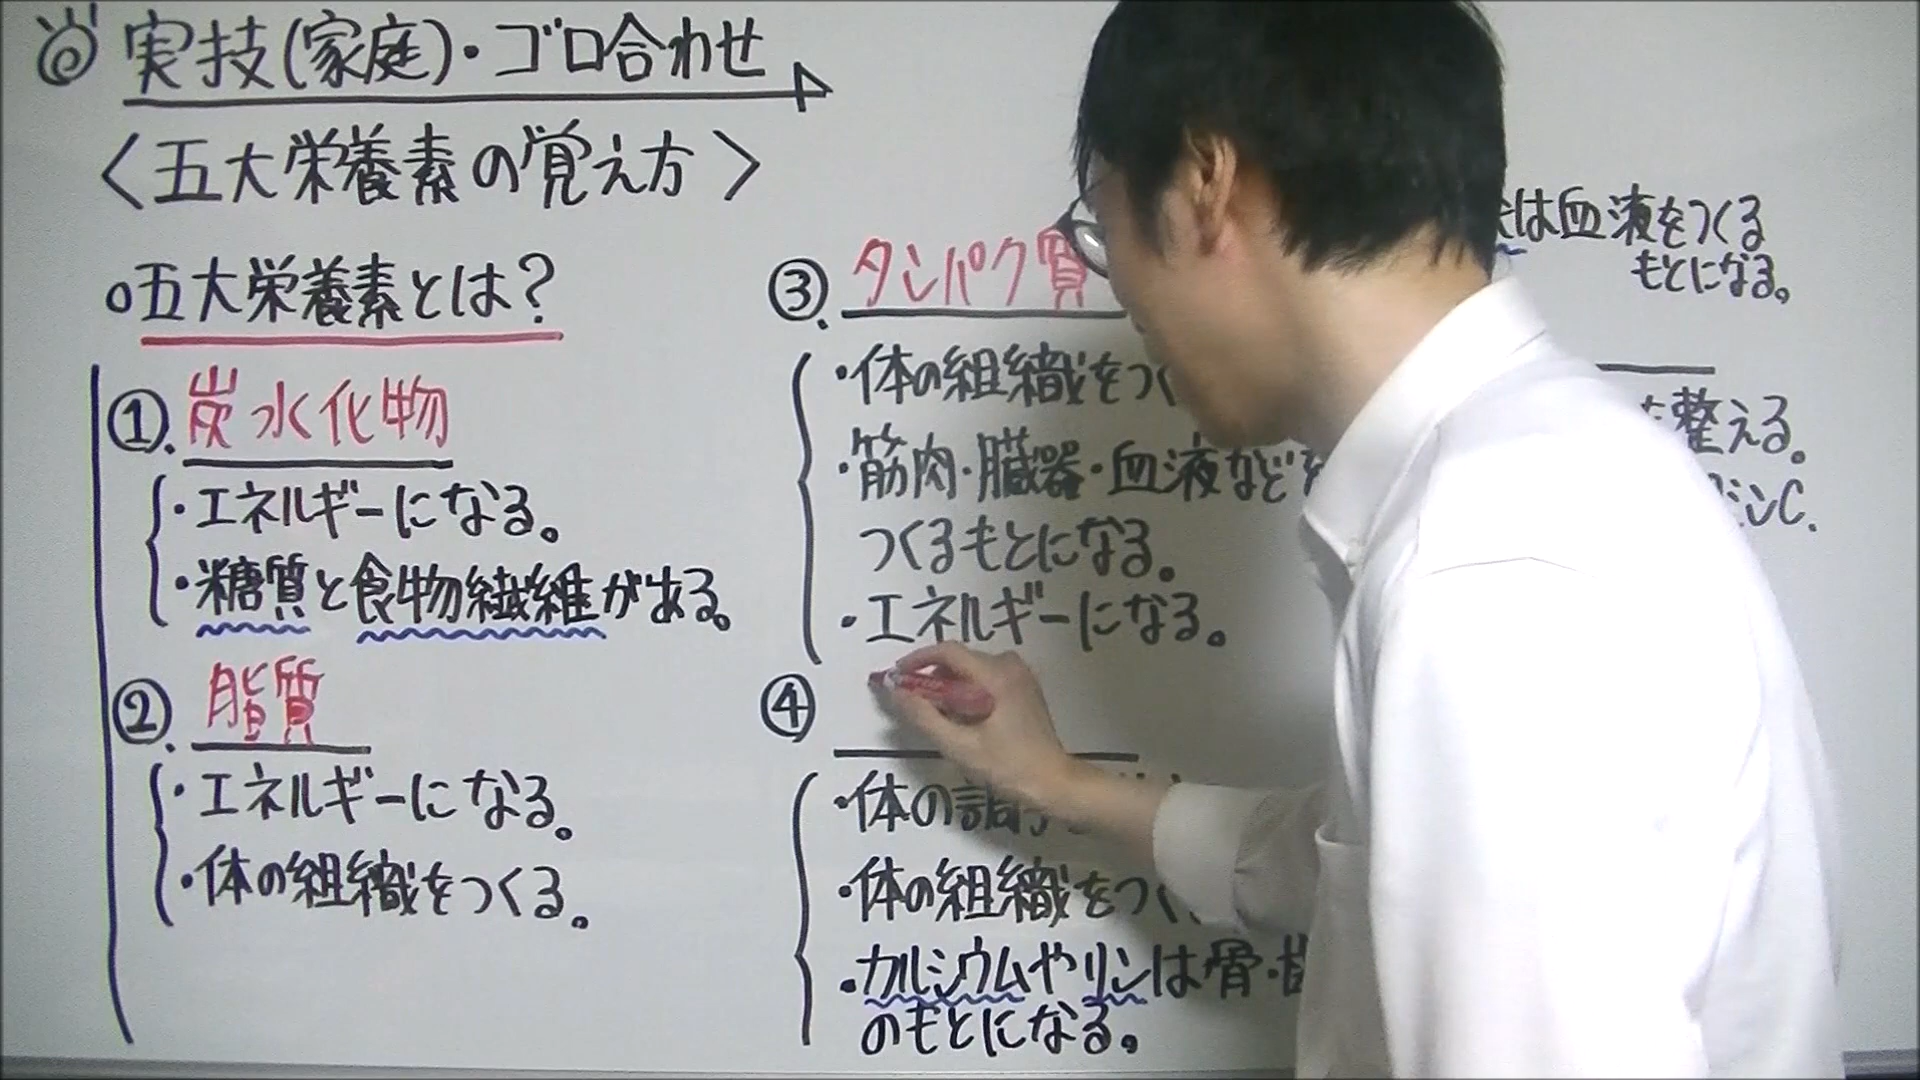 実技(家庭)・ゴロ合わせ
〈五大栄養素の覚え方〉
五大栄養素とは?
①.炭水化物
・エネルギーになる。
・糖質と食物繊維がある。
②.脂質
・エネルギーになる。
・体の組織をつくる。
③.タンパク質
・体の組織をつく
・筋肉・臓器・血液などを
つくるもとになる。
・エネルギーになる。
④
・体の調子
・体の組織をつく
・カルシウムやリンは骨・
のもとになる。
は血液をつくる
もとになる。
整える。
ミンC.